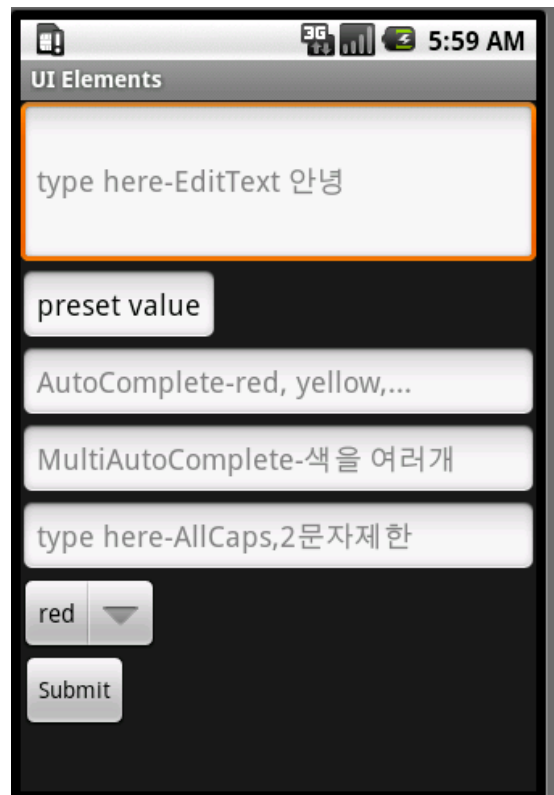 3G 5:59 AM
UI Elements
type here-EditText 안녕
preset value
AutoComplete-red, yellow,...
MultiAutoComplete-색을 여러개
type here-AllCaps,2문자제한
red
Submit